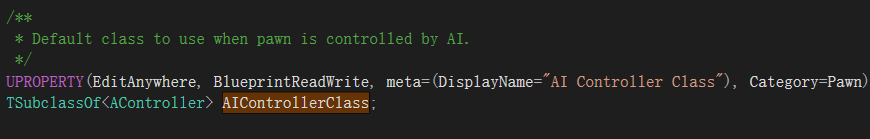 /**
 * Default class to use when pawn is controlled by AI.
 */
UPROPERTY(EditAnywhere, BlueprintReadWrite, meta=(DisplayName="AI Controller Class"), Category=Pawn)
TSubclassOf<AController> AIControllerClass;